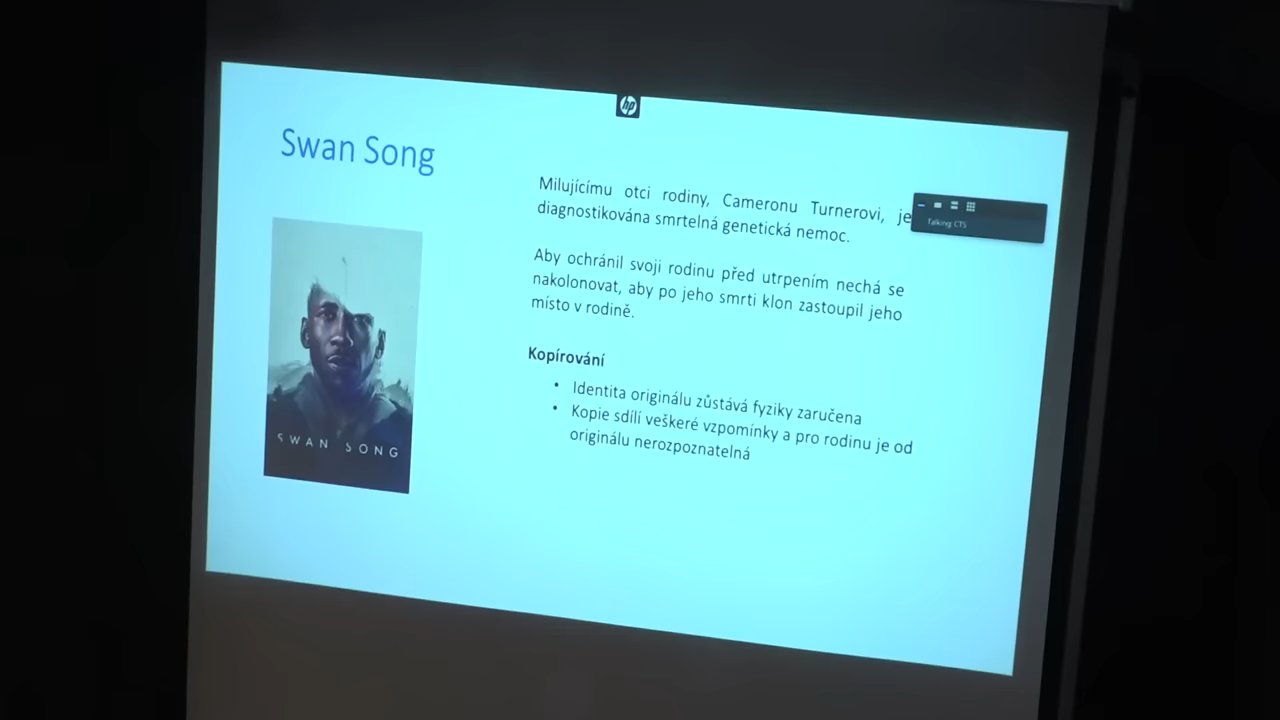 hp
Swan Song
Milujícímu otci rodiny, Cameronu Turnerovi, je
diagnostikována smrtelná genetická nemoc.
Talking: CTS
Aby ochránil svoji rodinu před utrpením nechá se
nakolonovat, aby po jeho smrti klon zastoupil jeho
místo v rodině.
Kopírování
• Identita originálu zůstává fyziky zaručena
• Kopie sdílí veškeré vzpomínky a pro rodinu je od
originálu nerozpoznatelná
SWAN SONG